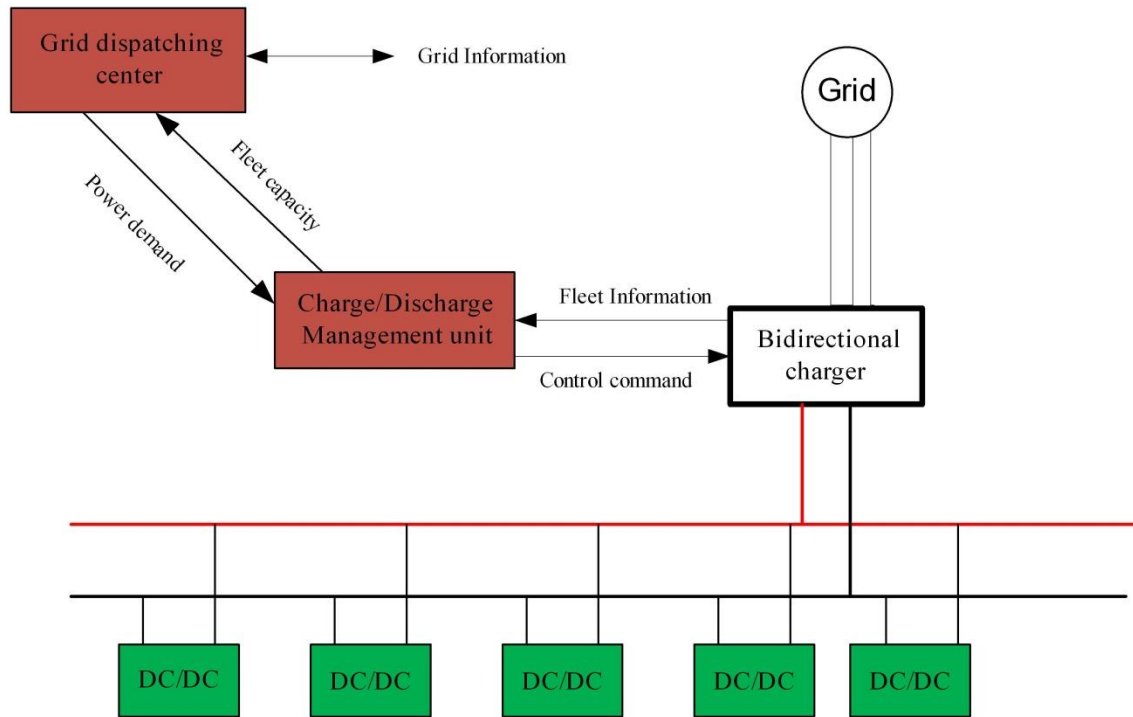 Grid dispatching
center
Grid Information
Grid
Fleet capacity
Power demand
Charge/Discharge
Management unit
Fleet Information
Control command
Bidirectional
charger
DC/DC
DC/DC
DC/DC
DC/DC
DC/DC